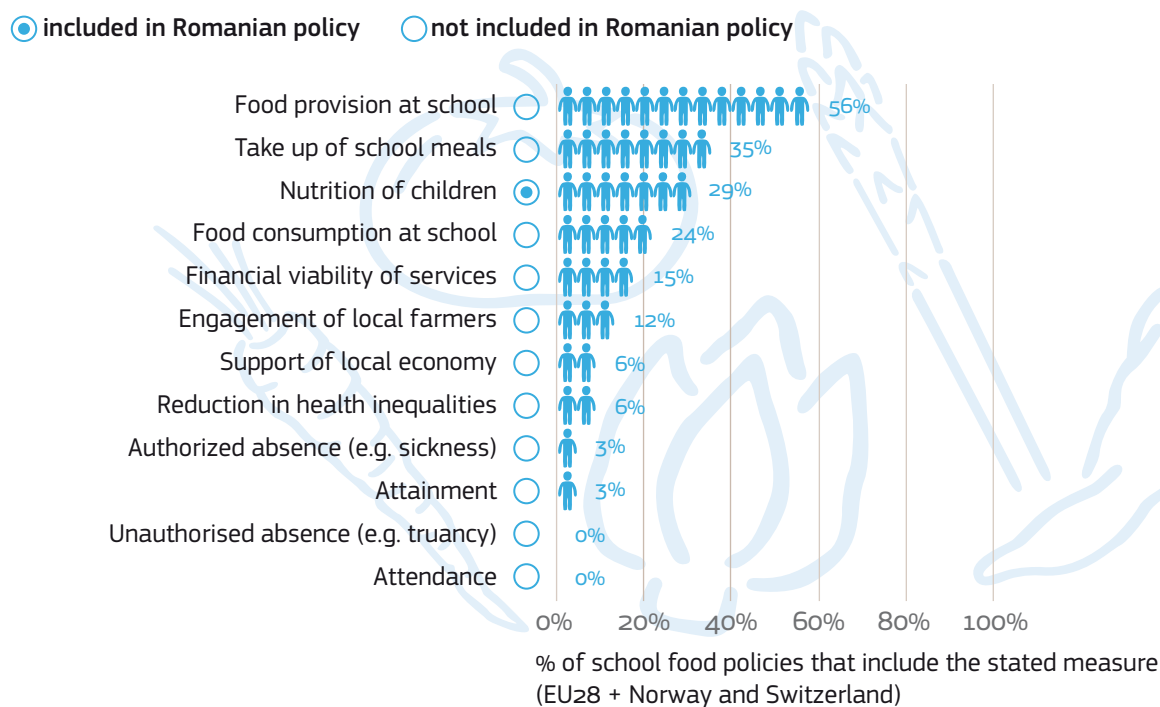 included in Romanian policy not included in Romanian policy
Food provision at school 56%
Take up of school meals 35%
Nutrition of children 29%
Food consumption at school 24%
Financial viability of services 15%
Engagement of local farmers 12%
Support of local economy 6%
Reduction in health inequalities 6%
Authorized absence (e.g. sickness) 3%
Attainment 3%
Unauthorised absence (e.g. truancy) 0%
Attendance 0%
0% 20% 40% 60% 80% 100%
% of school food policies that include the stated measure
(EU28 + Norway and Switzerland)